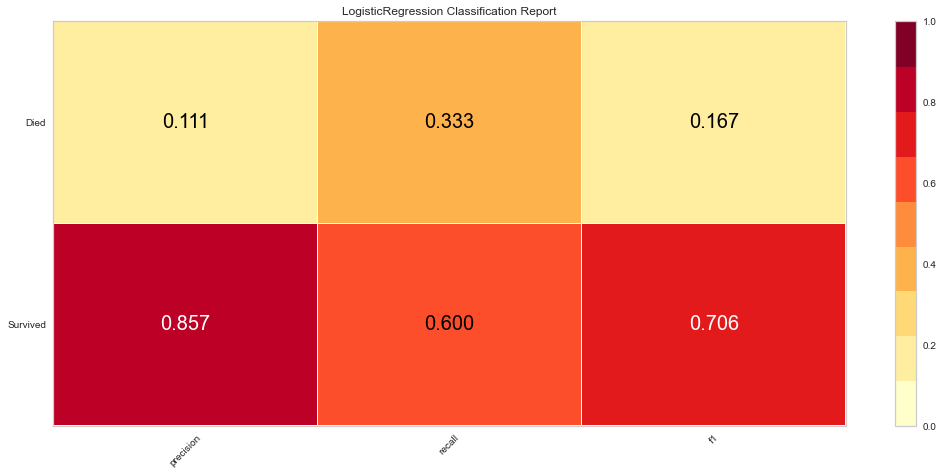 LogisticRegression Classification Report
Died
0.111
0.333
0.167
Survived
0.857
0.600
0.706
precision
recall
f1
1.0
0.8
0.6
0.4
0.2
0.0